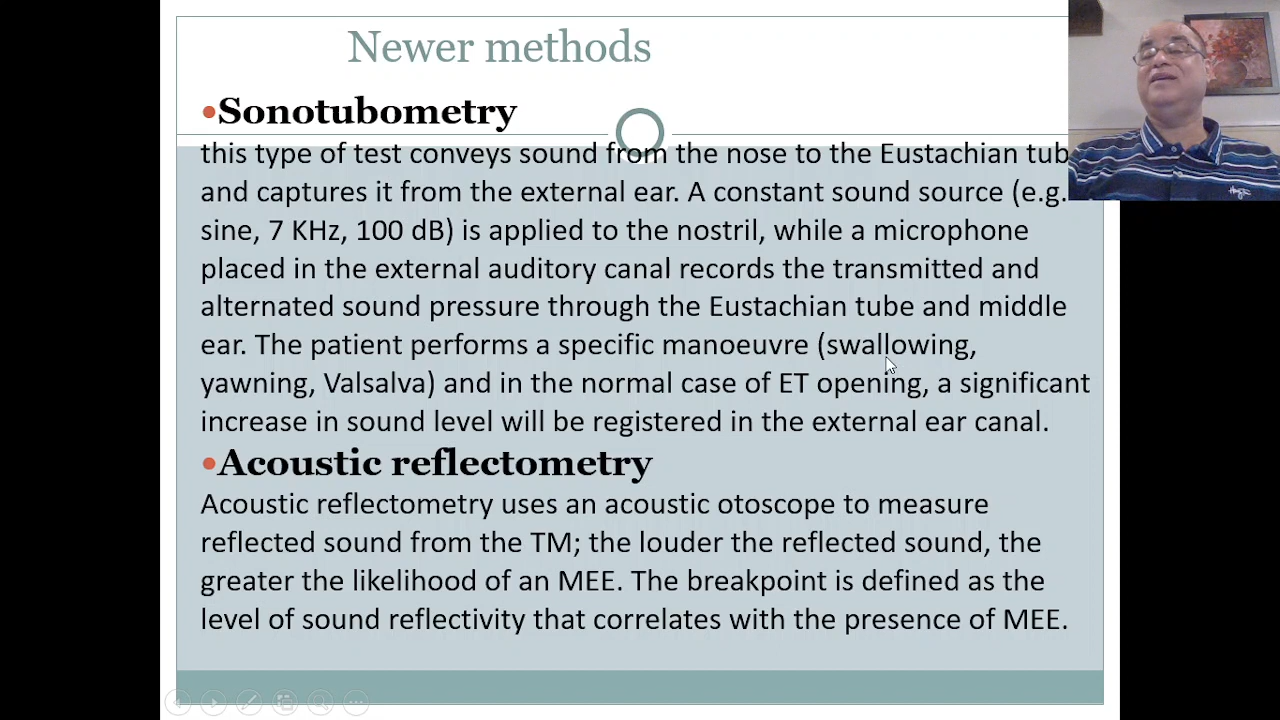 Newer methods
•Sonotubometry
this type of test conveys sound from the nose to the Eustachian tub
and captures it from the external ear. A constant sound source (e.g.
sine, 7 KHz, 100 dB) is applied to the nostril, while a microphone
placed in the external auditory canal records the transmitted and
alternated sound pressure through the Eustachian tube and middle
ear. The patient performs a specific manoeuvre (swallowing,
yawning, Valsalva) and in the normal case of ET opening, a significant
increase in sound level will be registered in the external ear canal.
•Acoustic reflectometry
Acoustic reflectometry uses an acoustic otoscope to measure
reflected sound from the TM; the louder the reflected sound, the
greater the likelihood of an MEE. The breakpoint is defined as the
level of sound reflectivity that correlates with the presence of MEE.